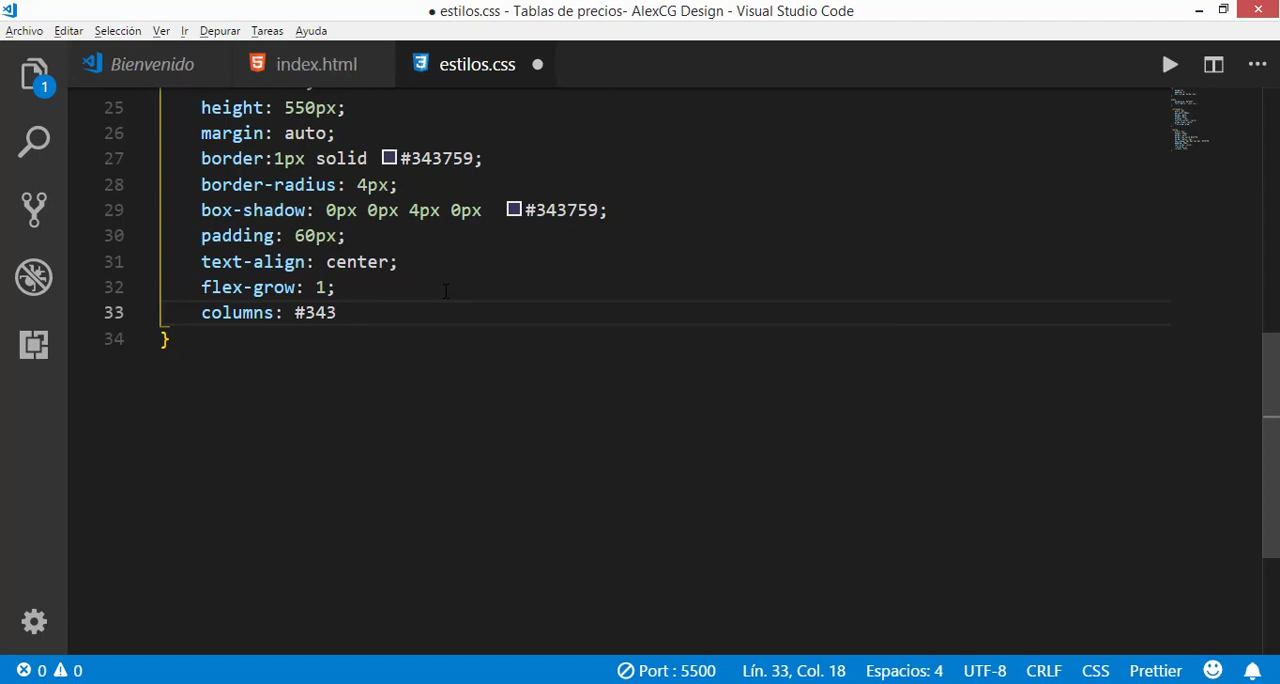 ● estilos.css - Tablas de precios- AlexCG Design - Visual Studio Code
Archivo Editar Selección Ver Ir Depurar Tareas Ayuda
Bienvenido index.html estilos.css
1
25 height: 550px;
26 margin: auto;
27 border:1px solid #343759;
28 border-radius: 4px;
29 box-shadow: 0px 0px 4px 0px #343759;
30 padding: 60px;
31 text-align: center;
32 flex-grow: 1;
33 columns: #343
34 }
0 0 Port : 5500 Lín. 33, Col. 18 Espacios: 4 UTF-8 CRLF CSS Prettier